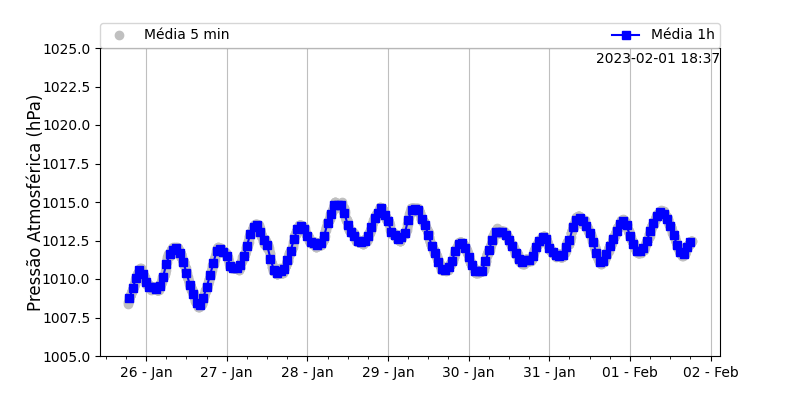 Média 5 min
Média 1h
2023-02-01 18:37
Pressão Atmosférica (hPa)
1025.0
1022.5
1020.0
1017.5
1015.0
1012.5
1010.0
1007.5
1005.0
26 - Jan
27 - Jan
28 - Jan
29 - Jan
30 - Jan
31 - Jan
01 - Feb
02 - Feb